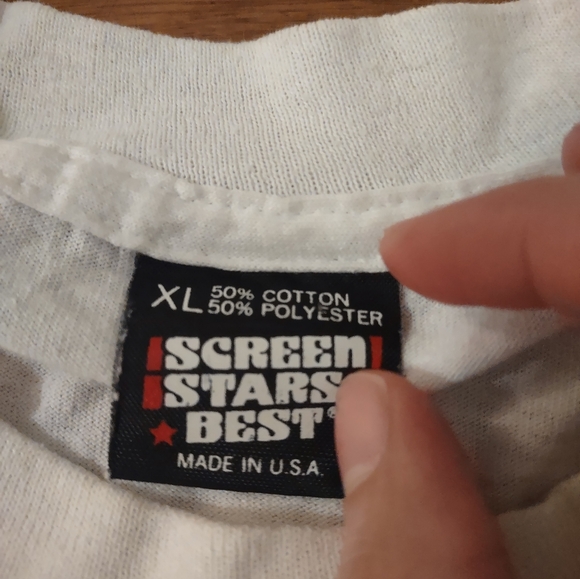 XL 50% COTTON
50% POLYESTER
SCREEN
STARS
BEST®
MADE IN U.S.A.